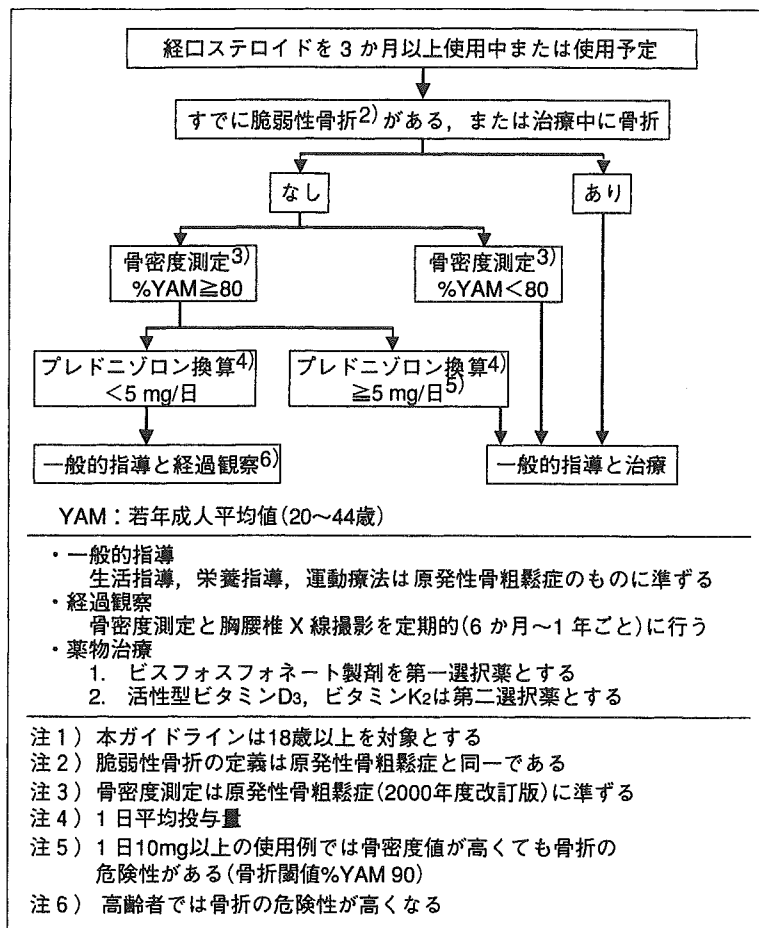 経口ステロイドを3か月以上使用中または使用予定
すでに脆弱性骨折2)がある，または治療中に骨折
なし
あり
骨密度測定3)
%YAM≧80
骨密度測定3)
%YAM<80
プレドニゾロン換算4)
<5 mg/日
プレドニゾロン換算4)
≧5 mg/日5)
一般的指導と経過観察6)
一般的指導と治療
YAM：若年成人平均値(20〜44歳)
・一般的指導
生活指導，栄養指導，運動療法は原発性骨粗鬆症のものに準ずる
・経過観察
骨密度測定と胸腰椎X線撮影を定期的(6か月〜1年ごと)に行う
・薬物治療
1. ビスフォスフォネート製剤を第一選択薬とする
2. 活性型ビタミンD3，ビタミンK2は第二選択薬とする
注1）本ガイドラインは18歳以上を対象とする
注2）脆弱性骨折の定義は原発性骨粗鬆症と同一である
注3）骨密度測定は原発性骨粗鬆症(2000年度改訂版)に準ずる
注4）1日平均投与量
注5）1日10mg以上の使用例では骨密度値が高くても骨折の
危険性がある(骨折閾値%YAM 90)
注6）高齢者では骨折の危険性が高くなる